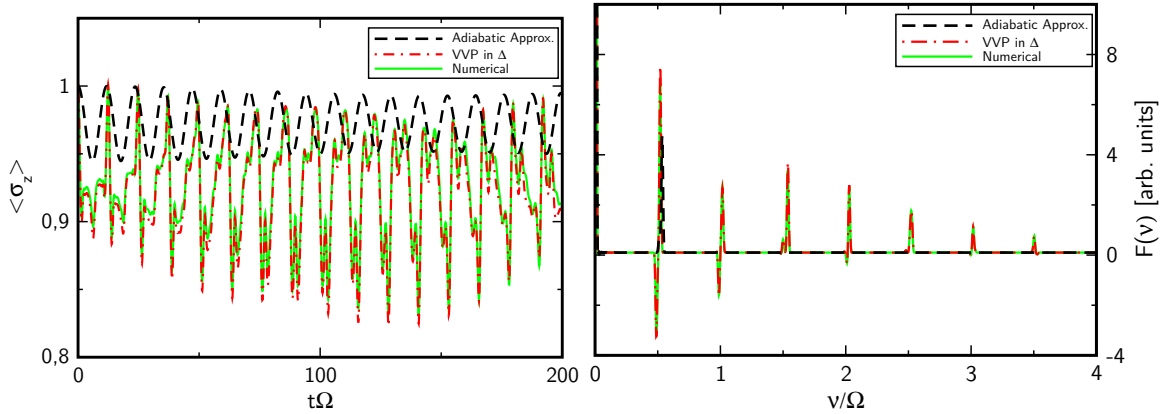 Adiabatic Approx.
VVP in Δ
Numerical
1
0,9
0,8
<σz>
0
100
200
tΩ
Adiabatic Approx.
VVP in Δ
Numerical
8
4
0
-4
F(ν) [arb. units]
0
1
2
3
4
ν/Ω